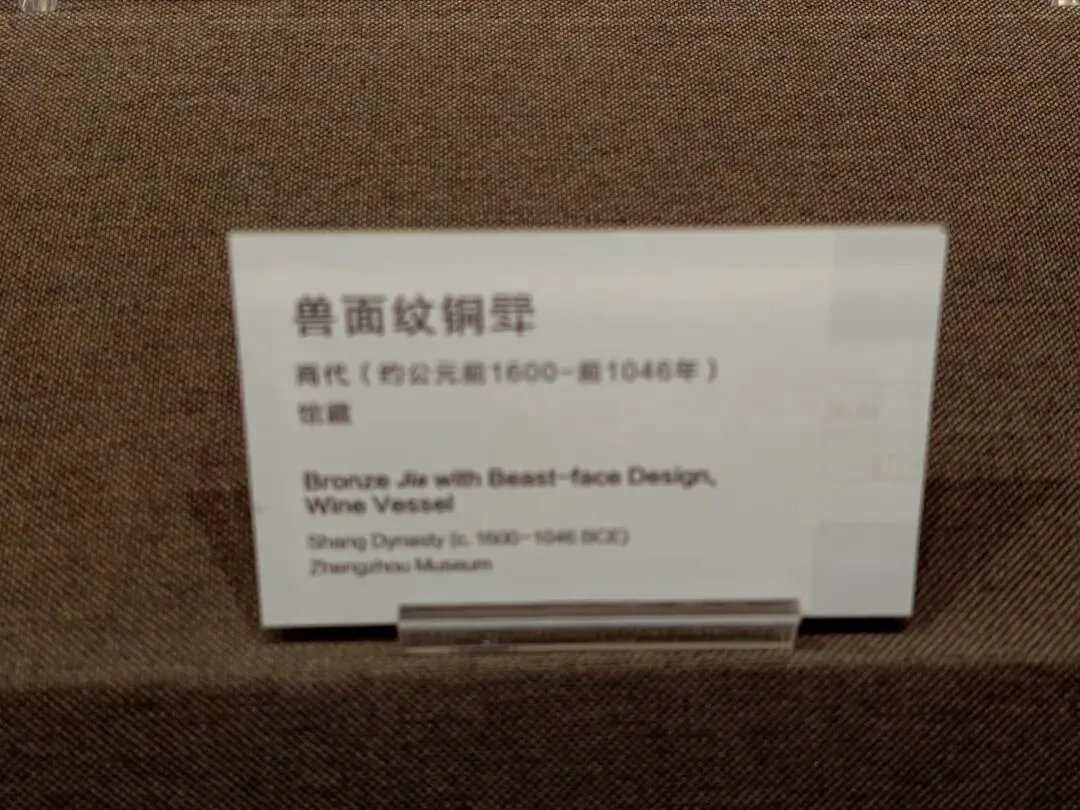 兽面纹铜斝
商代（约公元前1600-前1046年）
馆藏
Bronze Jia with Beast-face Design,
Wine Vessel
Shang Dynasty (c. 1600-1046 BCE)
Zhengzhou Museum